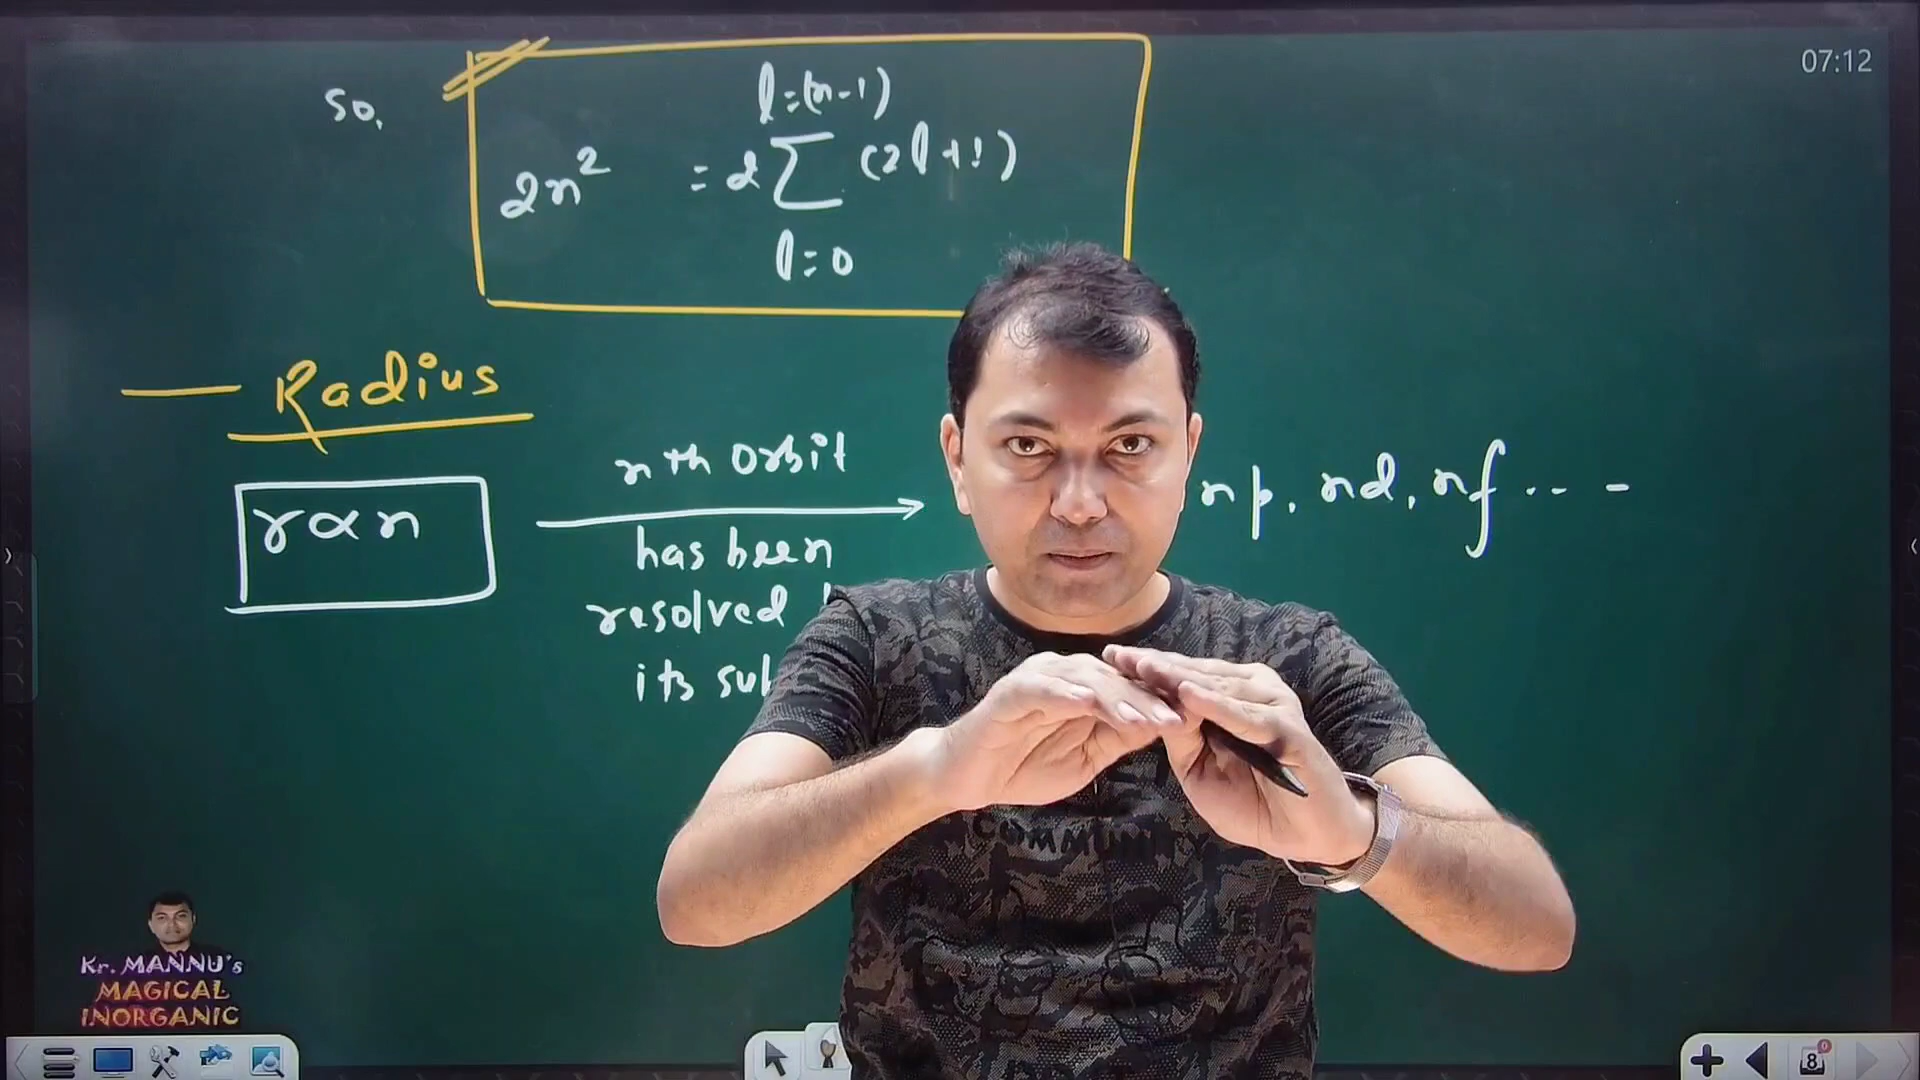 07:12
So,
l=(n-1)
2n² = 2 ∑ (2l+1)
l=0
— Radius
r ∝ n
nth orbit
has been
resolved
its
np, nd, nf ... -
COMMUNITY
Kr. MANNU's
MAGICAL
INORGANIC
8
0